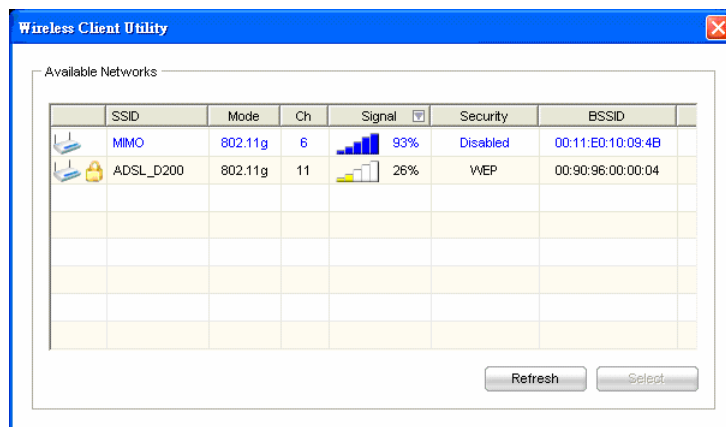 Wireless Client Utility
Available Networks
SSID Mode Ch Signal Security BSSID
MIMO 802.11g 6 93% Disabled 00:11:E0:10:09:4B
ADSL_D200 802.11g 11 26% WEP 00:90:96:00:00:04
Refresh Select